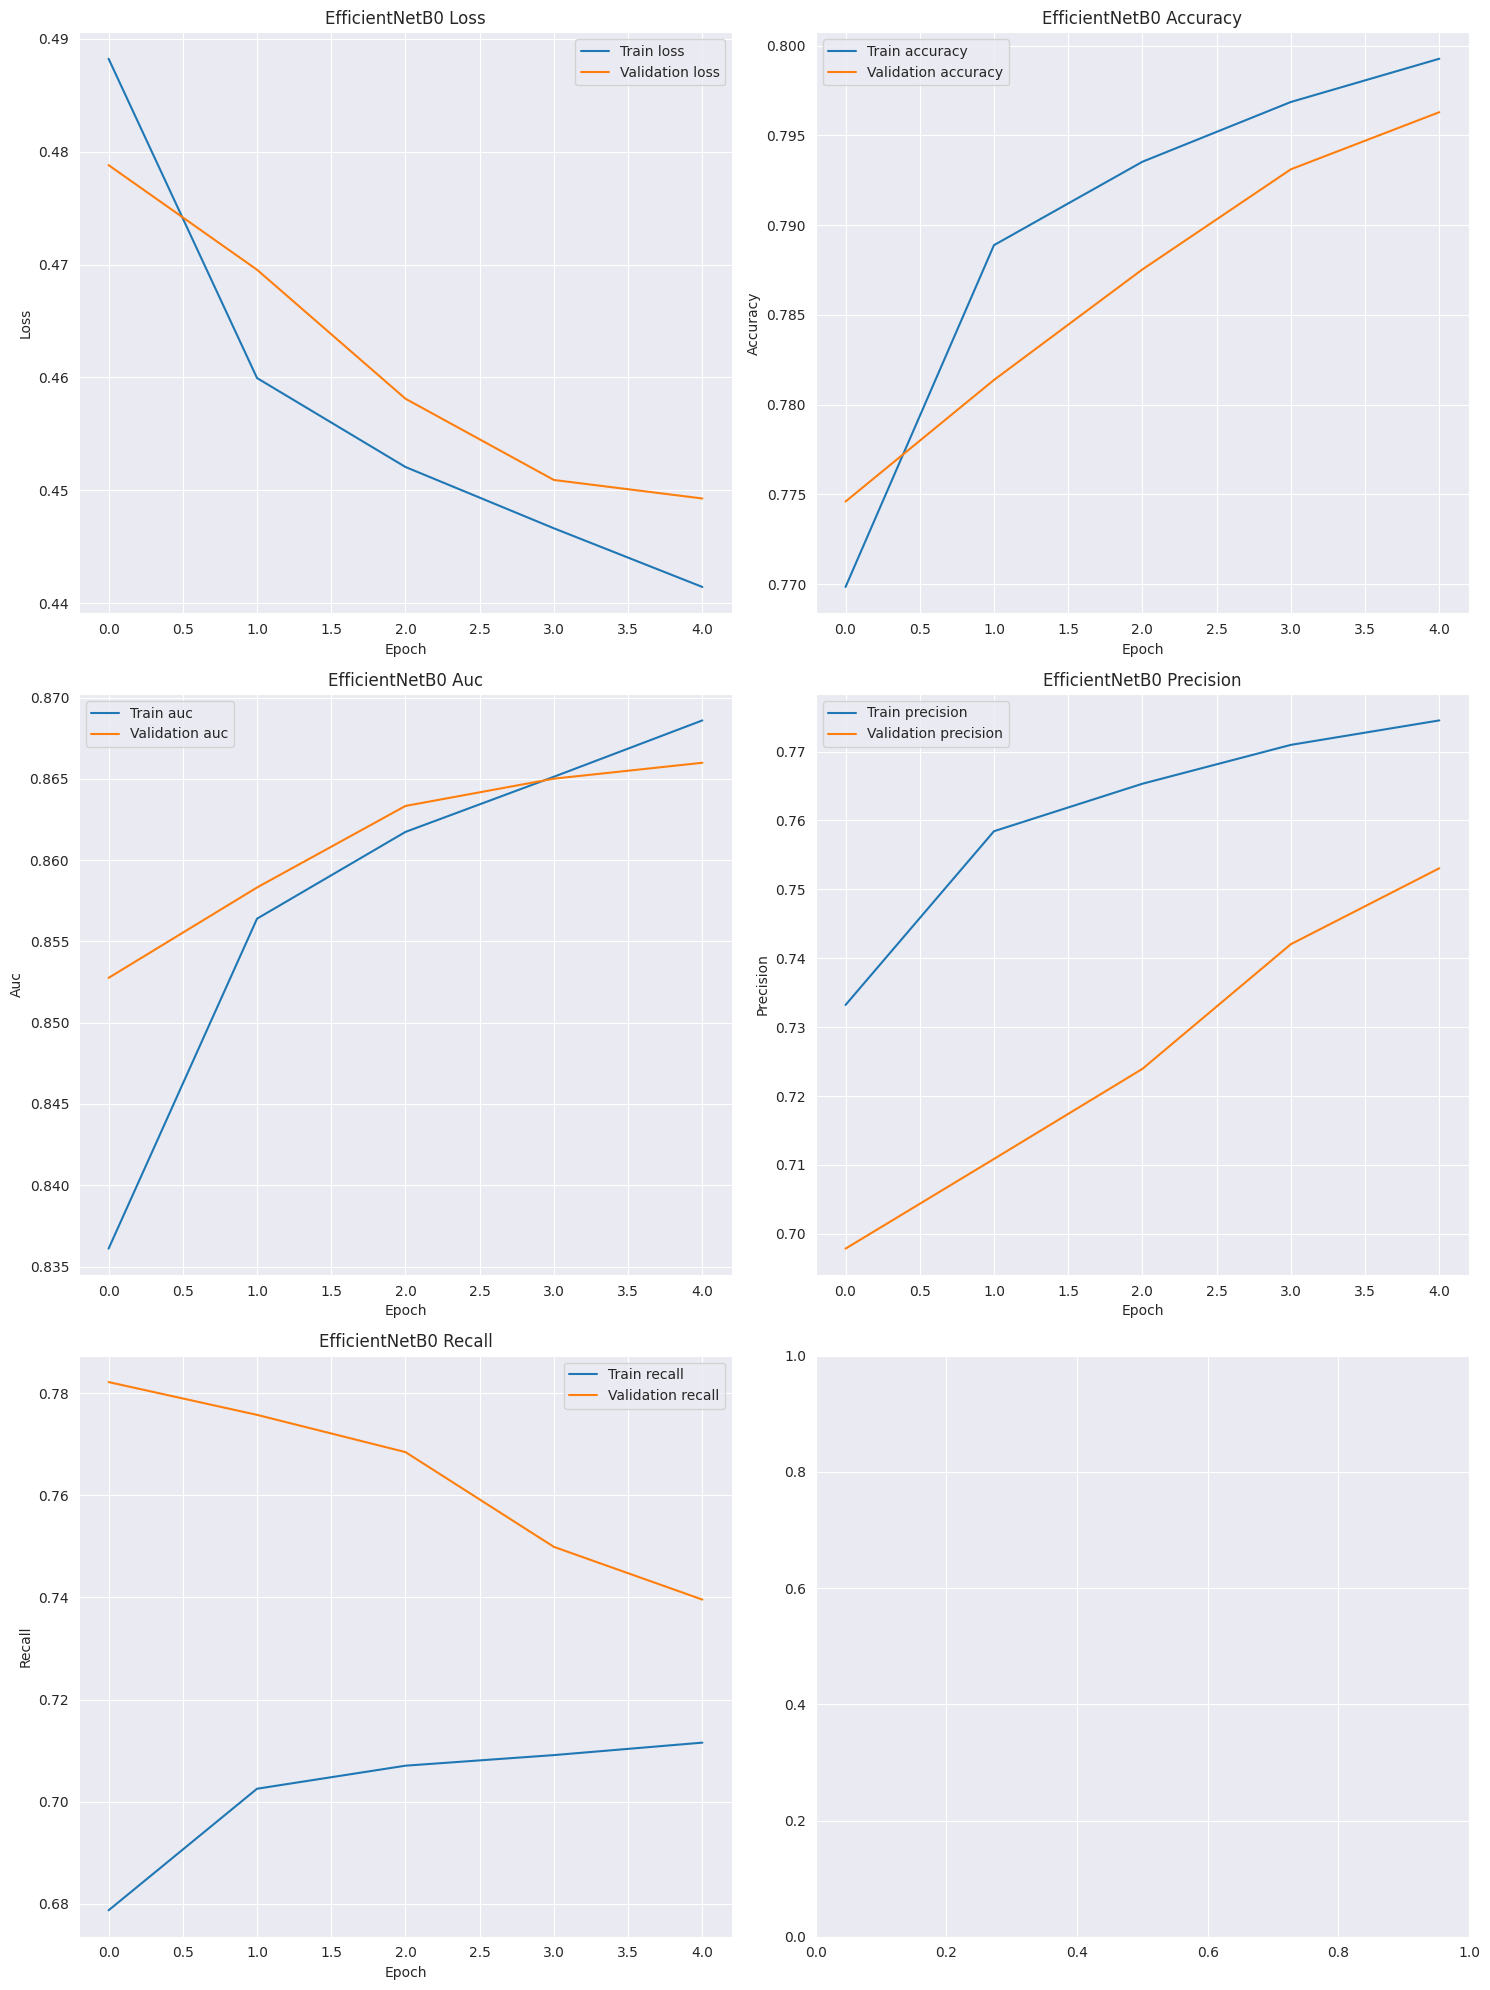 EfficientNetB0 Loss
Train loss
Validation loss
0.49
0.48
0.47
0.46
0.45
0.44
Loss
0.0 0.5 1.0 1.5 2.0 2.5 3.0 3.5 4.0
Epoch
EfficientNetB0 Accuracy
Train accuracy
Validation accuracy
0.800
0.795
0.790
0.785
0.780
0.775
0.770
Accuracy
0.0 0.5 1.0 1.5 2.0 2.5 3.0 3.5 4.0
Epoch
EfficientNetB0 Auc
Train auc
Validation auc
0.870
0.865
0.860
0.855
0.850
0.845
0.840
0.835
Auc
0.0 0.5 1.0 1.5 2.0 2.5 3.0 3.5 4.0
Epoch
EfficientNetB0 Precision
Train precision
Validation precision
0.77
0.76
0.75
0.74
0.73
0.72
0.71
0.70
Precision
0.0 0.5 1.0 1.5 2.0 2.5 3.0 3.5 4.0
Epoch
EfficientNetB0 Recall
Train recall
Validation recall
0.78
0.76
0.74
0.72
0.70
0.68
Recall
0.0 0.5 1.0 1.5 2.0 2.5 3.0 3.5 4.0
Epoch
1.0
0.8
0.6
0.4
0.2
0.0
0.0 0.2 0.4 0.6 0.8 1.0